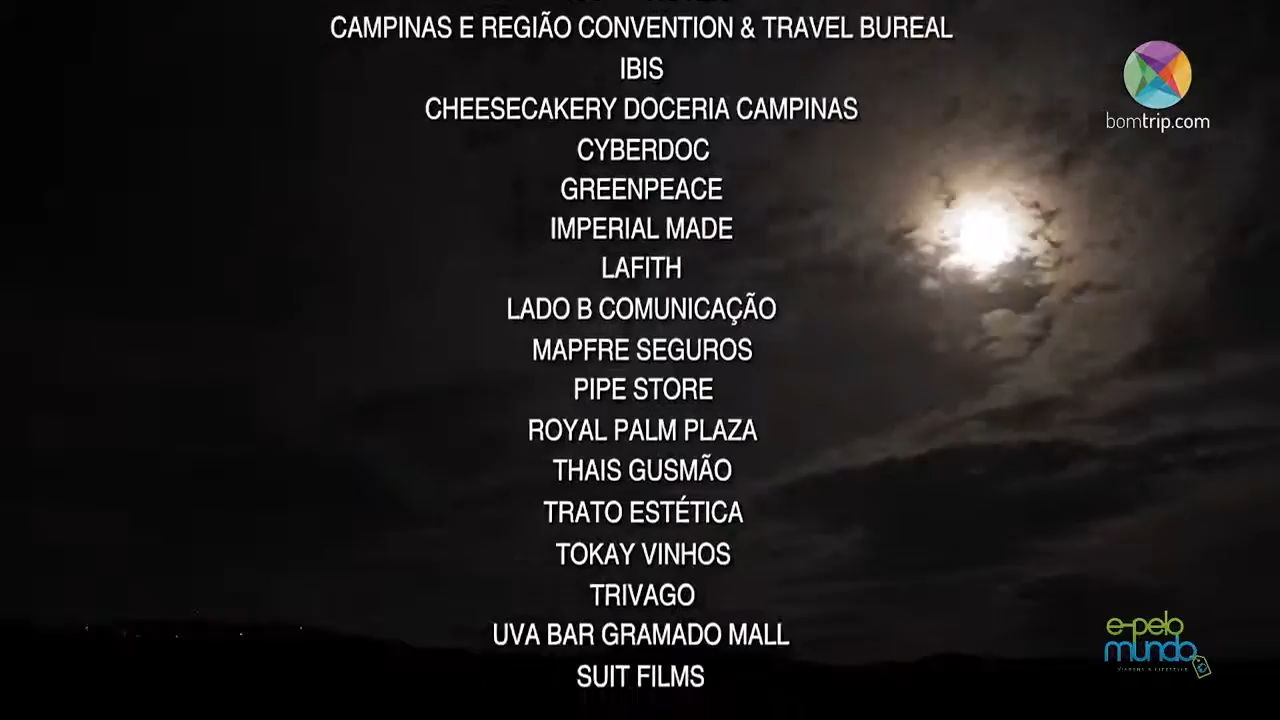 CAMPINAS E REGIÃO CONVENTION & TRAVEL BUREAL
IBIS
CHEESECAKERY DOCERIA CAMPINAS
CYBERDOC
GREENPEACE
IMPERIAL MADE
LAFITH
LADO B COMUNICAÇÃO
MAPFRE SEGUROS
PIPE STORE
ROYAL PALM PLAZA
THAIS GUSMÃO
TRATO ESTÉTICA
TOKAY VINHOS
TRIVAGO
UVA BAR GRAMADO MALL
SUIT FILMS
bomtrip.com
e-pelo
mundo